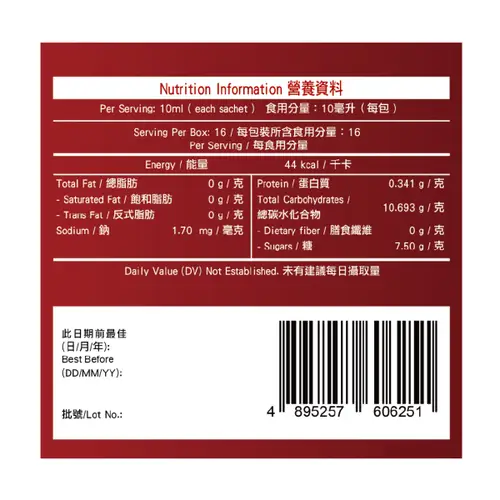 Nutrition Information 營養資料
Per Serving: 10ml ( each sachet ) 食用分量：10毫升（每包）
Serving Per Box: 16 / 每包裝所含食用分量：16
Per Serving / 每食用分量
Energy / 能量 44 kcal / 千卡
Total Fat / 總脂肪 0 g / 克
- Saturated Fat / 飽和脂肪 0 g / 克
- Trans Fat / 反式脂肪 0 g / 克
Sodium / 鈉 1.70 mg / 毫克
Protein / 蛋白質 0.341 g / 克
Total Carbohydrates /
總碳水化合物 10.693 g / 克
- Dietary fiber / 膳食纖維 0 g / 克
- Sugars / 糖 7.50 g / 克
Daily Value (DV) Not Established. 未有建議每日攝取量
此日期前最佳
(日/月/年):
Best Before
(DD/MM/YY):
批號/Lot No.:
4 895257 606251